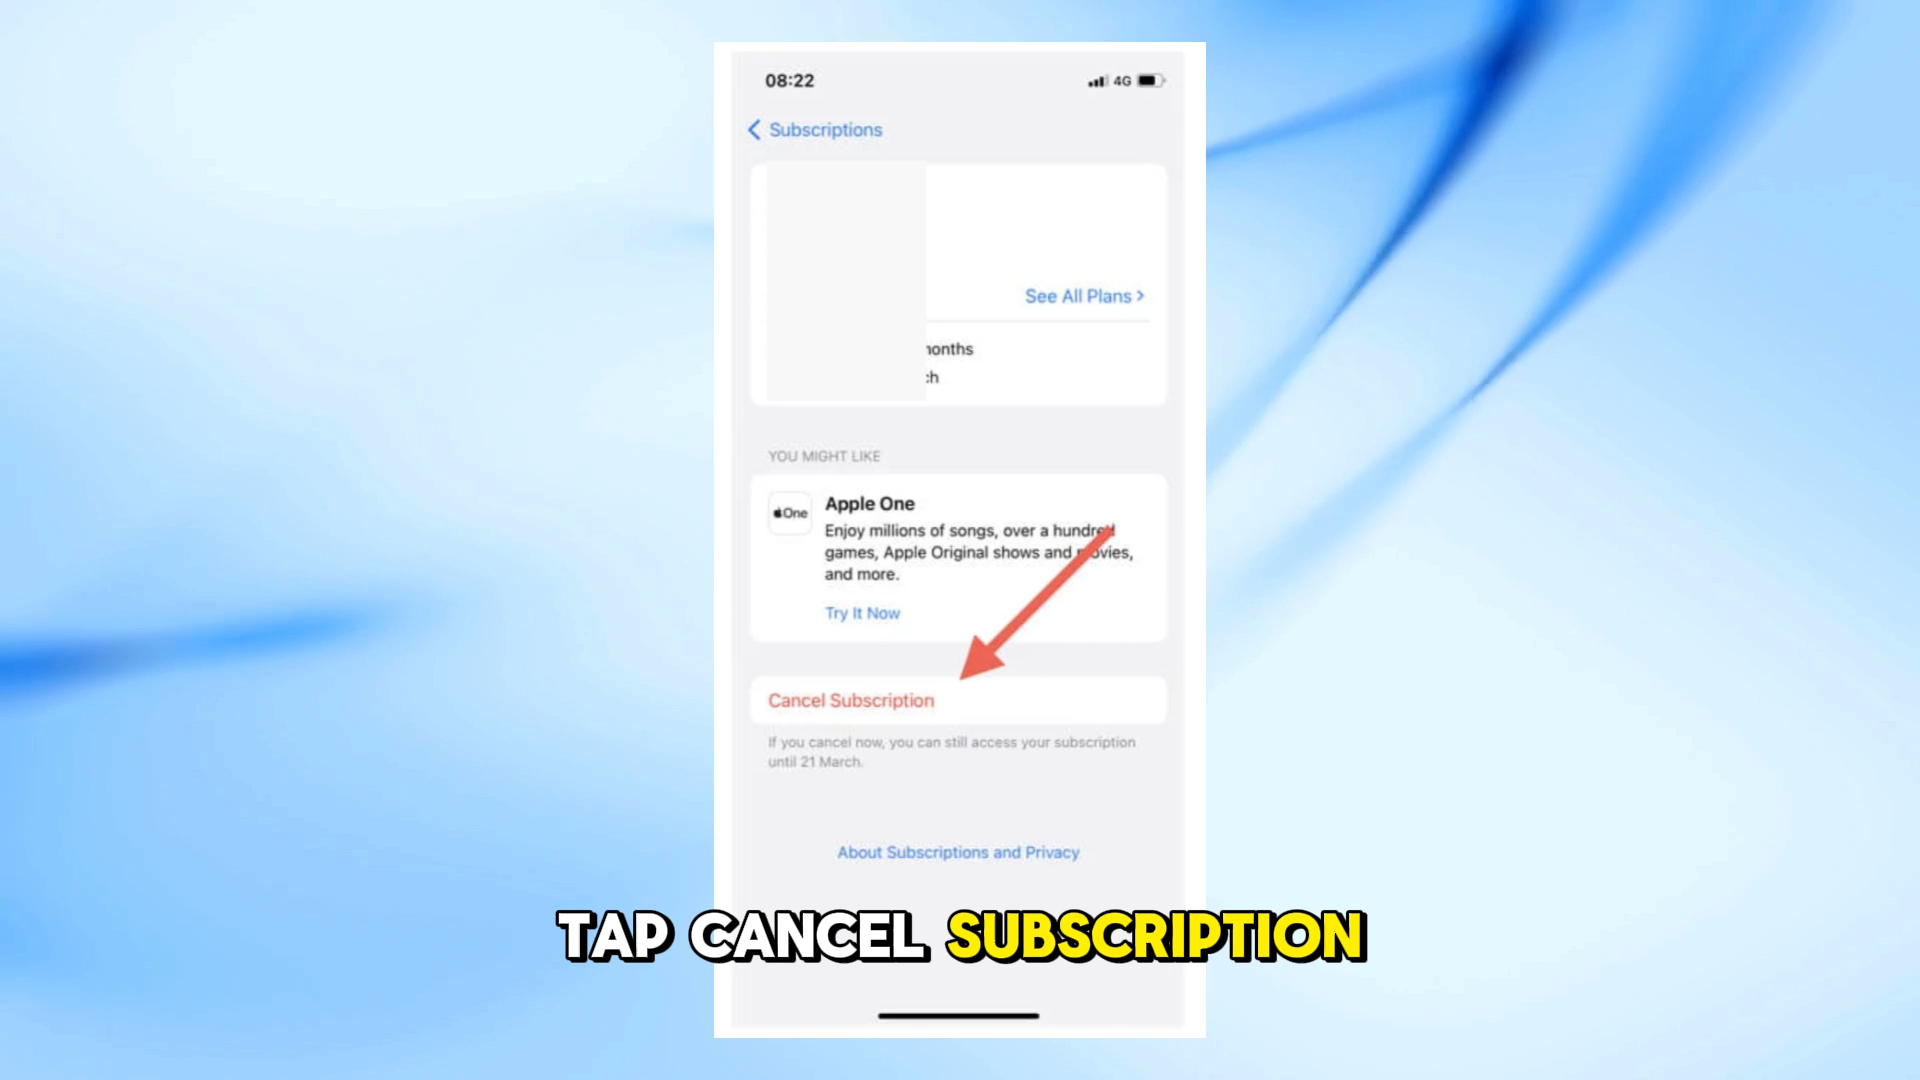 08:22
4G
Subscriptions
See All Plans >
onths
ch
YOU MIGHT LIKE
One
Apple One
Enjoy millions of songs, over a hundred
games, Apple Original shows and movies,
and more.
Try It Now
Cancel Subscription
If you cancel now, you can still access your subscription
until 21 March.
About Subscriptions and Privacy
TAP CANCEL SUBSCRIPTION